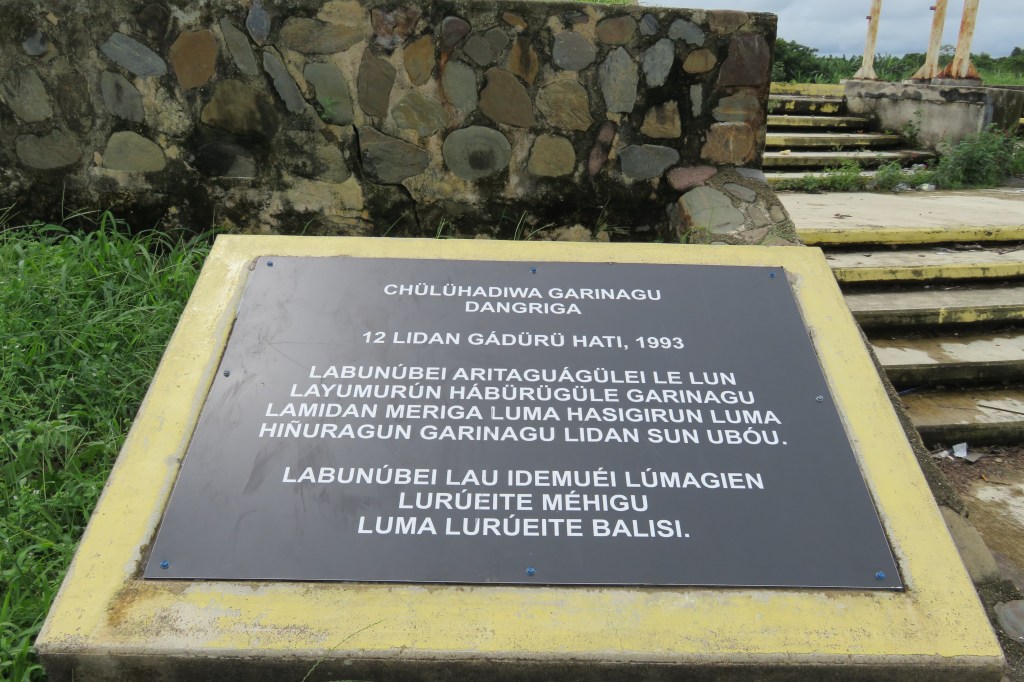 CHÜLÜHADIWA GARINAGU
DANGRIGA
12 LIDAN GÁDÜRÜ HATI, 1993
LABUNÚBEI ARITAGUÁGÜLEI LE LUN
LAYUMURÚN HÁBÜRÜGÜLE GARINAGU
LAMIDAN MERIGA LUMA HASIGIRUN LUMA
HIÑURAGUN GARINAGU LIDAN SUN UBÓU.
LABUNÚBEI LAU IDEMUÉI LÚMAGIEN
LURÚEITE MÉHIGU
LUMA LURÚEITE BALISI.